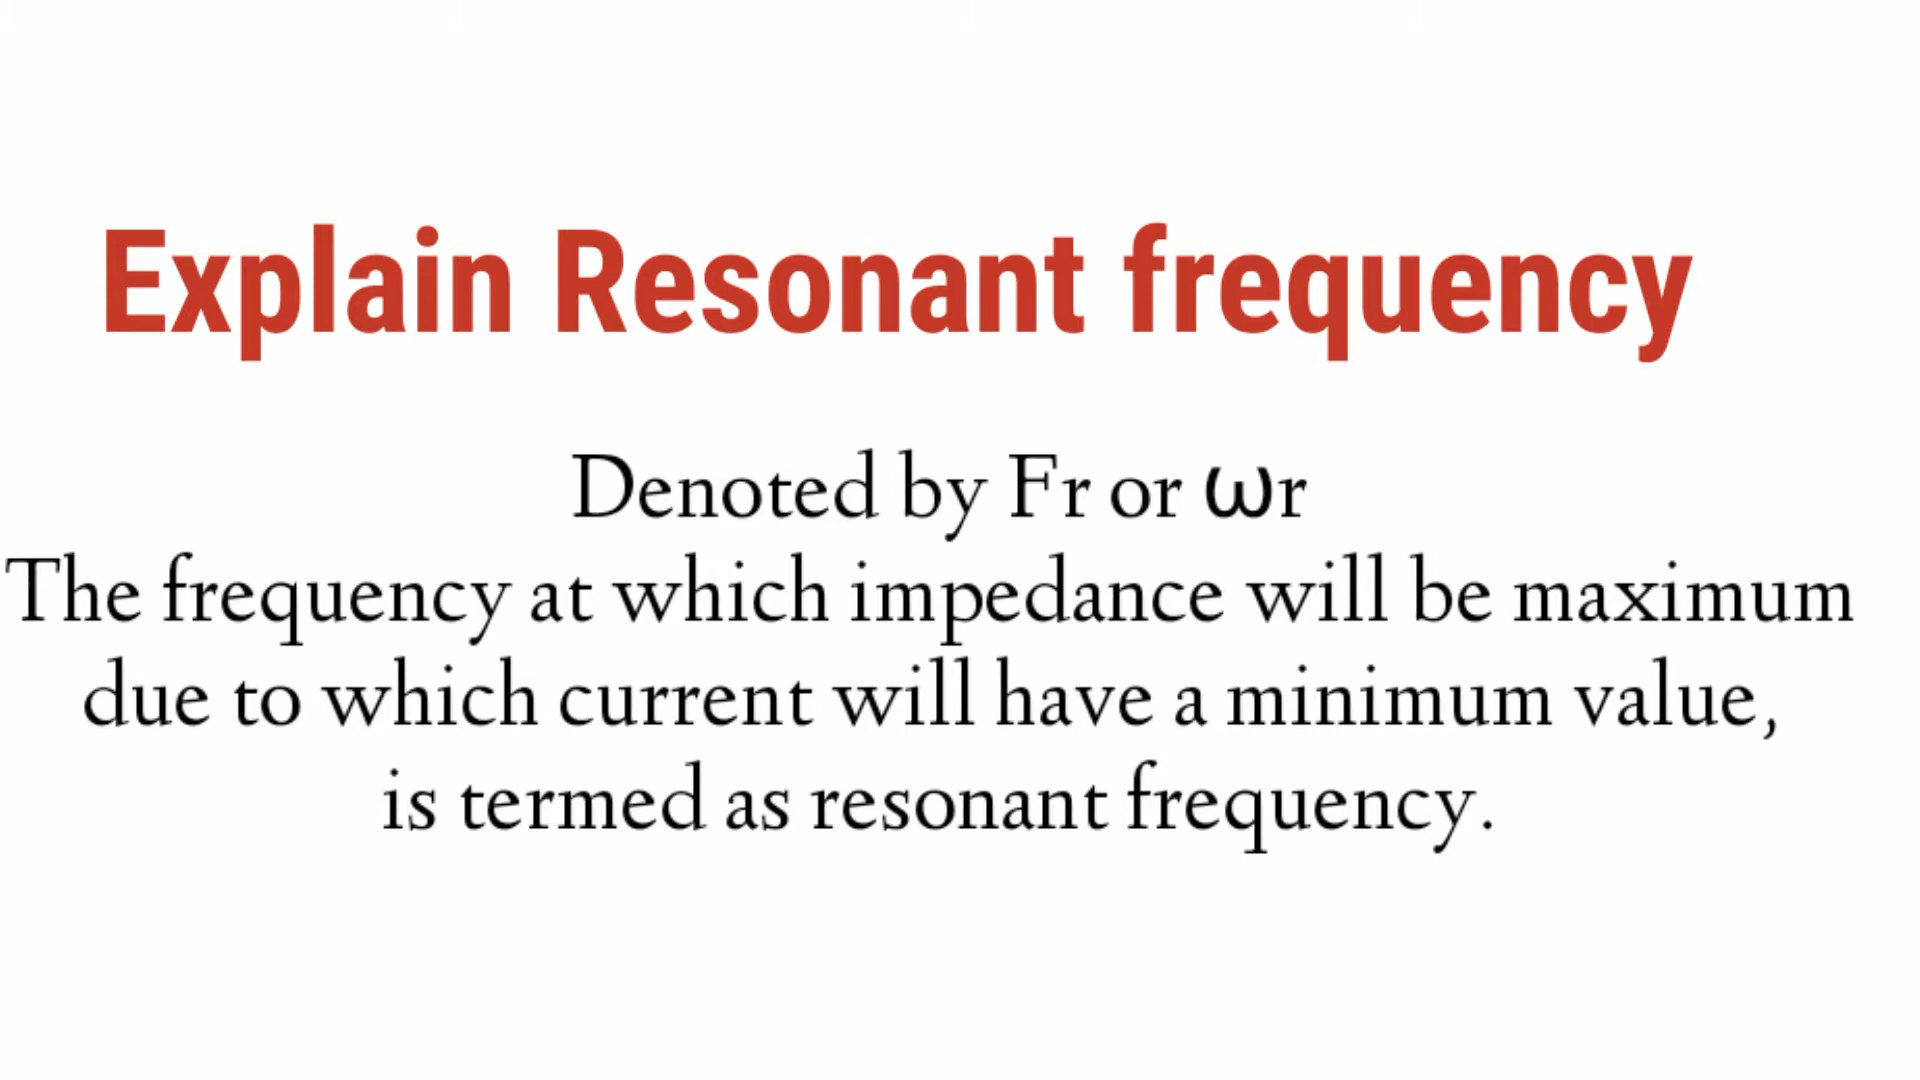 Explain Resonant frequency
Denoted by Fr or ωr
The frequency at which impedance will be maximum
due to which current will have a minimum value,
is termed as resonant frequency.